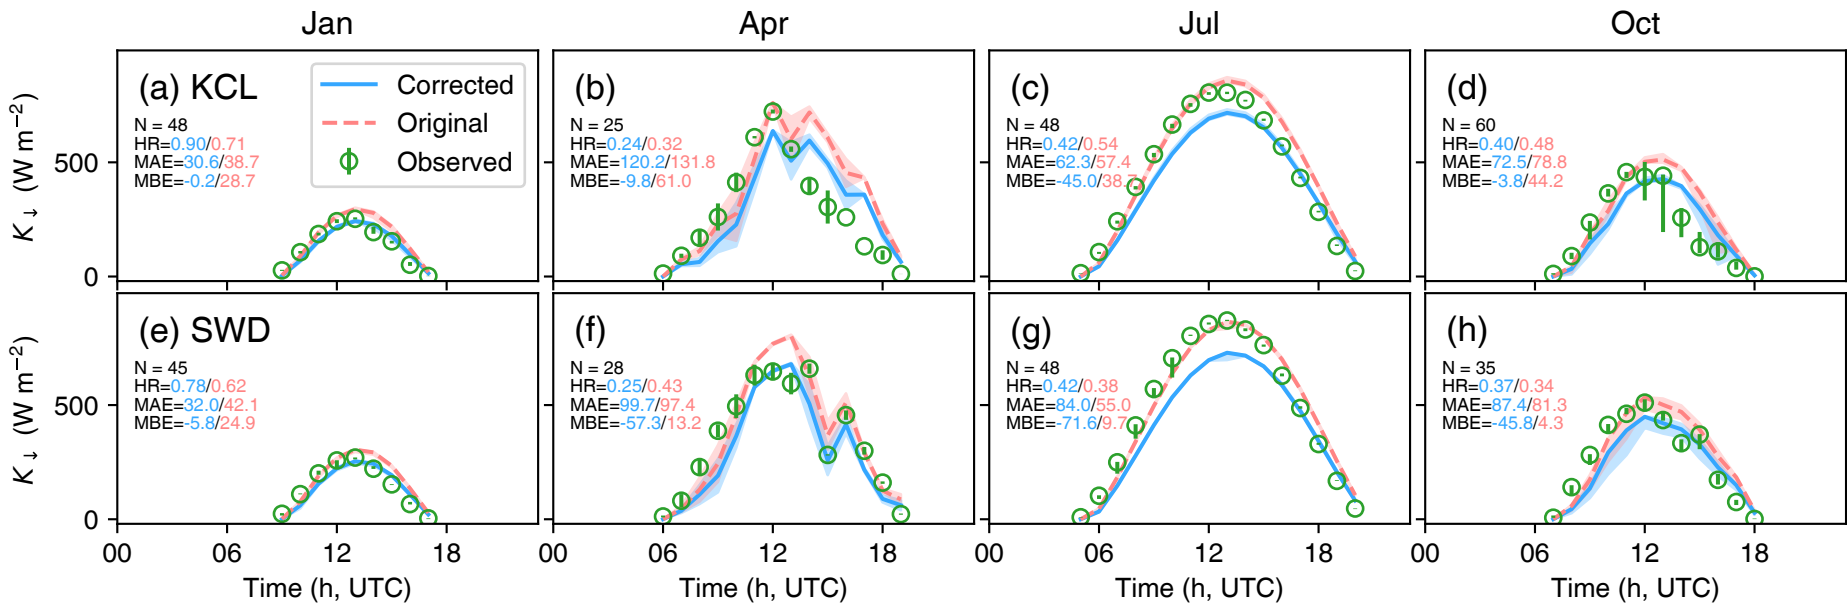 Jan Apr Jul Oct
K↓ (W m−2)
500
0
(a) KCL
N = 48
HR=0.90/0.71
MAE=30.6/38.7
MBE=-0.2/28.7
Corrected
Original
Observed
(b)
N = 25
HR=0.24/0.32
MAE=120.2/131.8
MBE=-9.8/61.0
(c)
N = 48
HR=0.42/0.54
MAE=62.3/57.4
MBE=-45.0/38.7
(d)
N = 60
HR=0.40/0.48
MAE=72.5/78.8
MBE=-3.8/44.2
K↓ (W m−2)
500
0
(e) SWD
N = 45
HR=0.78/0.62
MAE=32.0/42.1
MBE=-5.8/24.9
(f)
N = 28
HR=0.25/0.43
MAE=99.7/97.4
MBE=-57.3/13.2
(g)
N = 48
HR=0.42/0.38
MAE=84.0/55.0
MBE=-71.6/9.7
(h)
N = 35
HR=0.37/0.34
MAE=87.4/81.3
MBE=-45.8/4.3
00 06 12 18 00 06 12 18 00 06 12 18 00 06 12 18
Time (h, UTC) Time (h, UTC) Time (h, UTC) Time (h, UTC)